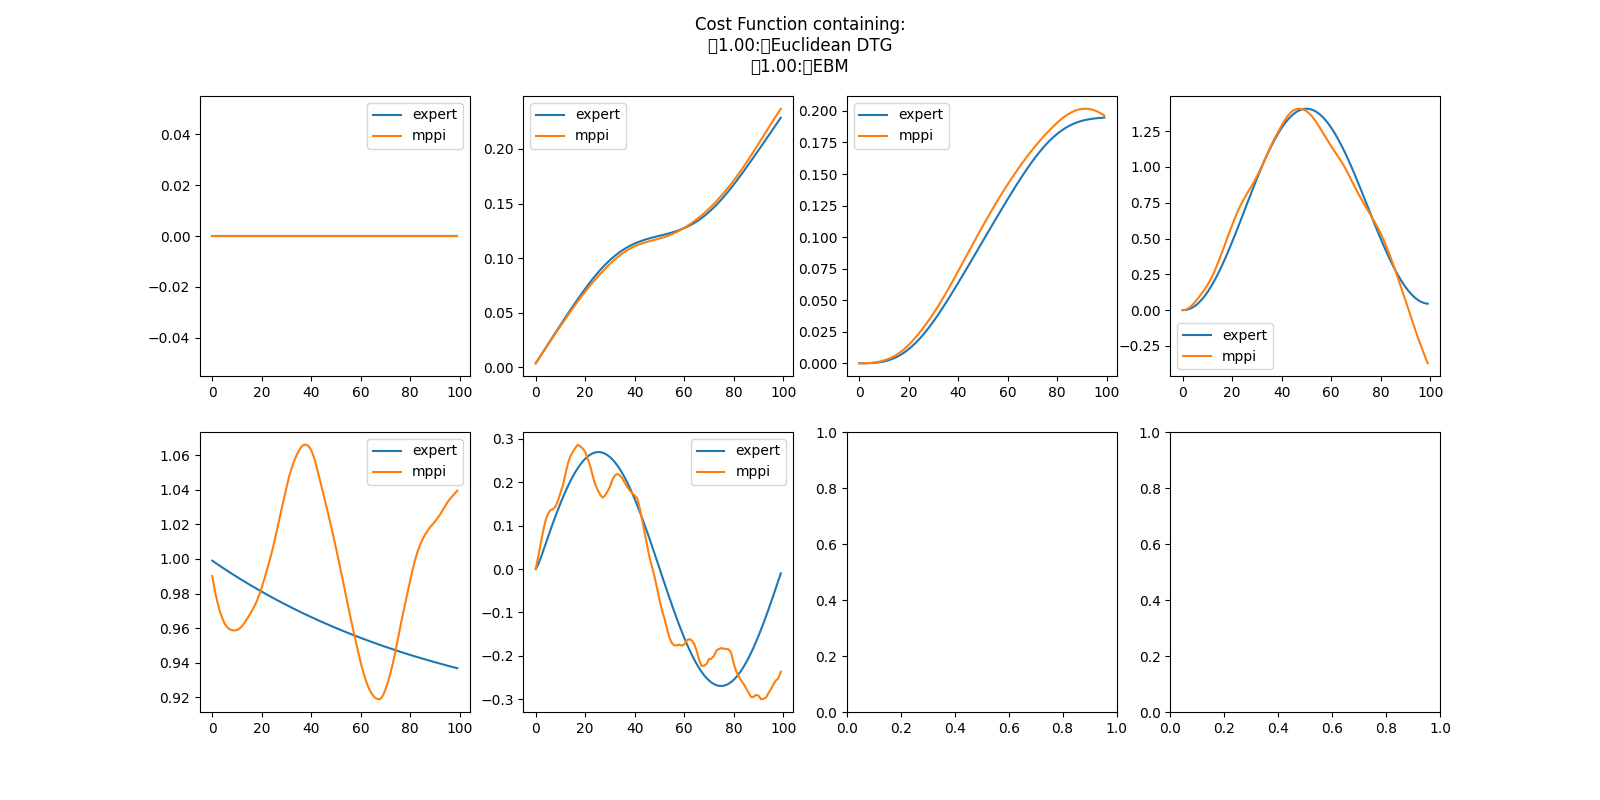 Cost Function containing:
1.00: Euclidean DTG
1.00: EBM
expert
mppi
0.04
0.02
0.00
−0.02
−0.04
0 20 40 60 80 100
expert
mppi
0.20
0.15
0.10
0.05
0.00
0 20 40 60 80 100
expert
mppi
0.200
0.175
0.150
0.125
0.100
0.075
0.050
0.025
0.000
0 20 40 60 80 100
1.25
1.00
0.75
0.50
0.25
0.00
−0.25
expert
mppi
0 20 40 60 80 100
expert
mppi
1.06
1.04
1.02
1.00
0.98
0.96
0.94
0.92
0 20 40 60 80 100
expert
mppi
0.3
0.2
0.1
0.0
−0.1
−0.2
−0.3
0 20 40 60 80 100
1.0
0.8
0.6
0.4
0.2
0.0
0.0 0.2 0.4 0.6 0.8 1.0
1.0
0.8
0.6
0.4
0.2
0.0
0.0 0.2 0.4 0.6 0.8 1.0